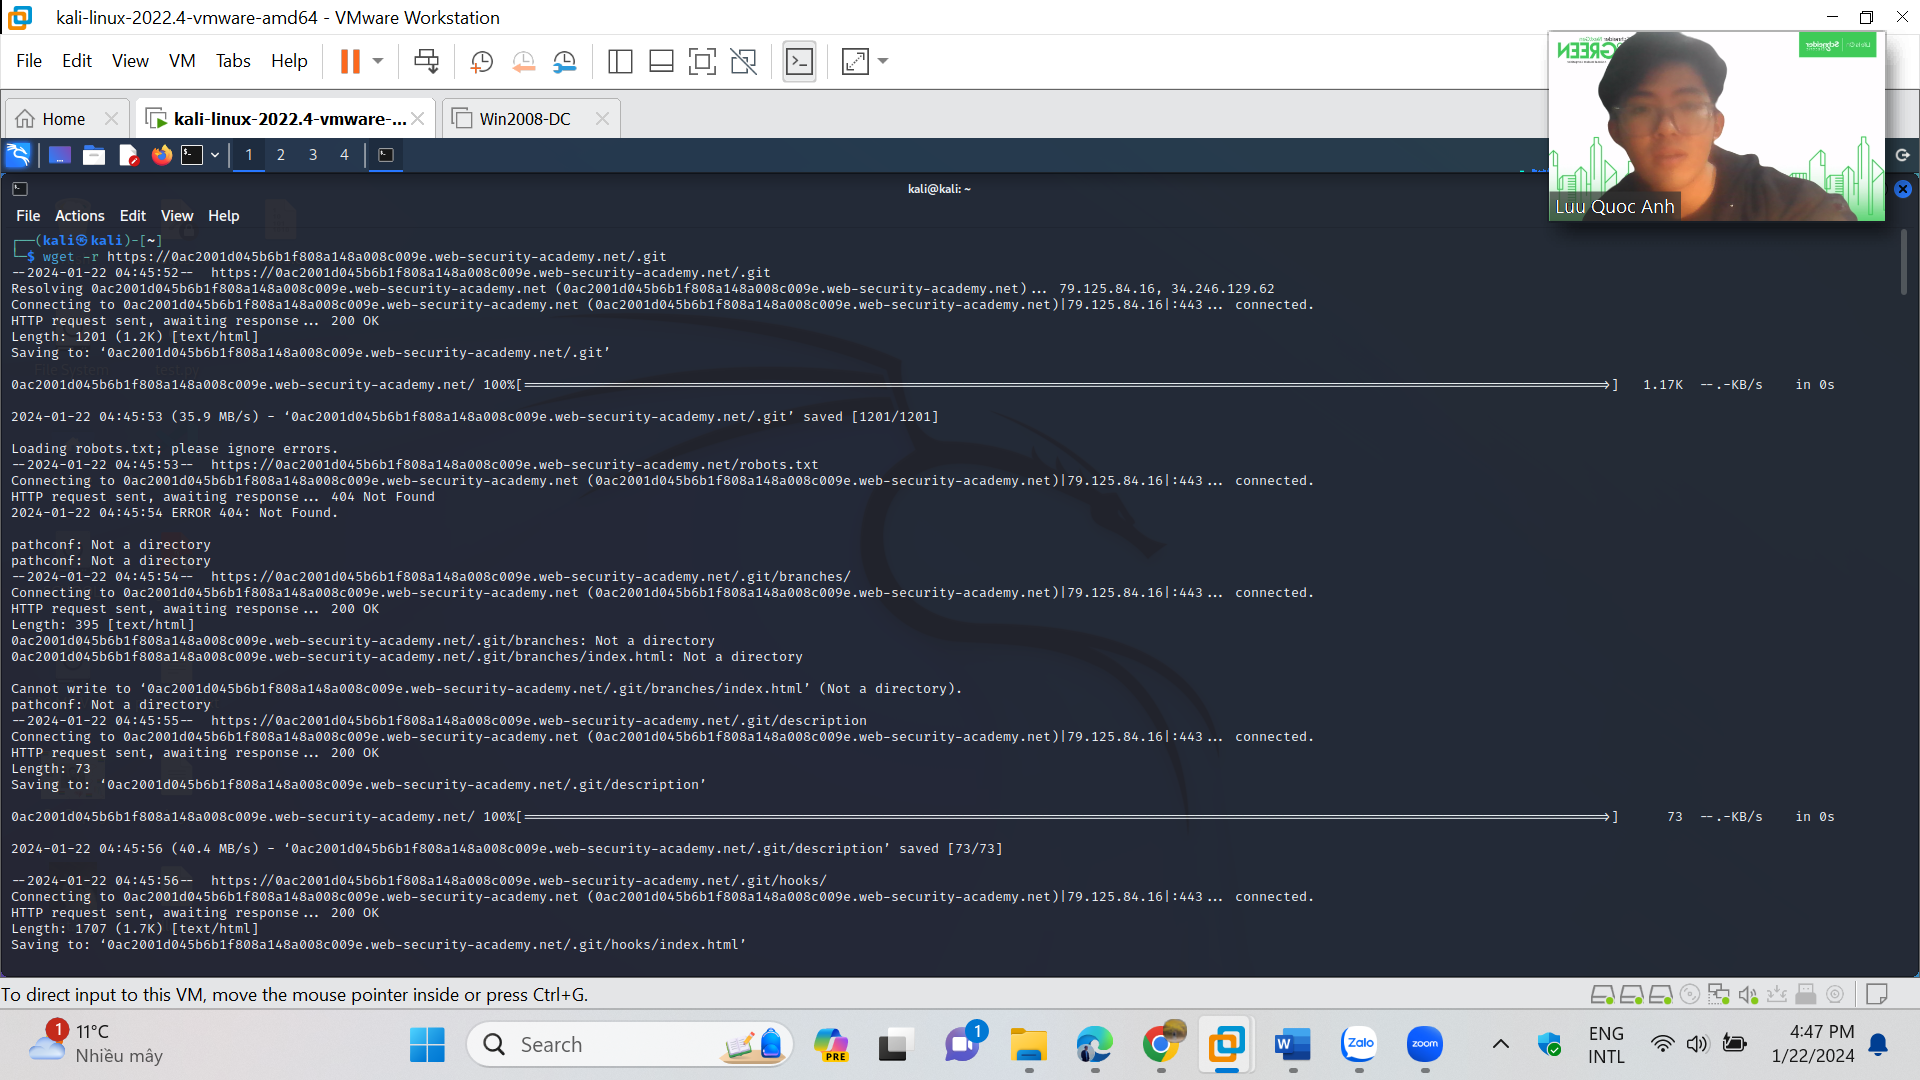 kali-linux-2022.4-vmware-amd64 - VMware Workstation
File Edit View VM Tabs Help
Home kali-linux-2022.4-vmware-... Win2008-DC
1 2 3 4
kali@kali: ~
File Actions Edit View Help
┌──(kali㉿kali)-[~]
└─$ wget -r https://0ac2001d045b6b1f808a148a008c009e.web-security-academy.net/.git
--2024-01-22 04:45:52--  https://0ac2001d045b6b1f808a148a008c009e.web-security-academy.net/.git
Resolving 0ac2001d045b6b1f808a148a008c009e.web-security-academy.net (0ac2001d045b6b1f808a148a008c009e.web-security-academy.net)... 79.125.84.16, 34.246.129.62
Connecting to 0ac2001d045b6b1f808a148a008c009e.web-security-academy.net (0ac2001d045b6b1f808a148a008c009e.web-security-academy.net)|79.125.84.16|:443... connected.
HTTP request sent, awaiting response... 200 OK
Length: 1201 (1.2K) [text/html]
Saving to: ‘0ac2001d045b6b1f808a148a008c009e.web-security-academy.net/.git’
0ac2001d045b6b1f808a148a008c009e.web-security-academy.net/ 100%[===>] 1.17K --.-KB/s in 0s
2024-01-22 04:45:53 (35.9 MB/s) - ‘0ac2001d045b6b1f808a148a008c009e.web-security-academy.net/.git’ saved [1201/1201]
Loading robots.txt; please ignore errors.
--2024-01-22 04:45:53--  https://0ac2001d045b6b1f808a148a008c009e.web-security-academy.net/robots.txt
Connecting to 0ac2001d045b6b1f808a148a008c009e.web-security-academy.net (0ac2001d045b6b1f808a148a008c009e.web-security-academy.net)|79.125.84.16|:443... connected.
HTTP request sent, awaiting response... 404 Not Found
2024-01-22 04:45:54 ERROR 404: Not Found.
pathconf: Not a directory
pathconf: Not a directory
--2024-01-22 04:45:54--  https://0ac2001d045b6b1f808a148a008c009e.web-security-academy.net/.git/branches/
Connecting to 0ac2001d045b6b1f808a148a008c009e.web-security-academy.net (0ac2001d045b6b1f808a148a008c009e.web-security-academy.net)|79.125.84.16|:443... connected.
HTTP request sent, awaiting response... 200 OK
Length: 395 [text/html]
0ac2001d045b6b1f808a148a008c009e.web-security-academy.net/.git/branches: Not a directory
0ac2001d045b6b1f808a148a008c009e.web-security-academy.net/.git/branches/index.html: Not a directory
Cannot write to ‘0ac2001d045b6b1f808a148a008c009e.web-security-academy.net/.git/branches/index.html’ (Not a directory).
pathconf: Not a directory
--2024-01-22 04:45:55--  https://0ac2001d045b6b1f808a148a008c009e.web-security-academy.net/.git/description
Connecting to 0ac2001d045b6b1f808a148a008c009e.web-security-academy.net (0ac2001d045b6b1f808a148a008c009e.web-security-academy.net)|79.125.84.16|:443... connected.
HTTP request sent, awaiting response... 200 OK
Length: 73
Saving to: ‘0ac2001d045b6b1f808a148a008c009e.web-security-academy.net/.git/description’
0ac2001d045b6b1f808a148a008c009e.web-security-academy.net/ 100%[===>] 73 --.-KB/s in 0s
2024-01-22 04:45:56 (40.4 MB/s) - ‘0ac2001d045b6b1f808a148a008c009e.web-security-academy.net/.git/description’ saved [73/73]
--2024-01-22 04:45:56--  https://0ac2001d045b6b1f808a148a008c009e.web-security-academy.net/.git/hooks/
Connecting to 0ac2001d045b6b1f808a148a008c009e.web-security-academy.net (0ac2001d045b6b1f808a148a008c009e.web-security-academy.net)|79.125.84.16|:443... connected.
HTTP request sent, awaiting response... 200 OK
Length: 1707 (1.7K) [text/html]
Saving to: ‘0ac2001d045b6b1f808a148a008c009e.web-security-academy.net/.git/hooks/index.html’
GREEN
Schneider
Luu Quoc Anh
To direct input to this VM, move the mouse pointer inside or press Ctrl+G.
1 11°C
Nhiều mây
Search
PRE
1
Zalo
zoom
ENG
INTL
4:47 PM
1/22/2024